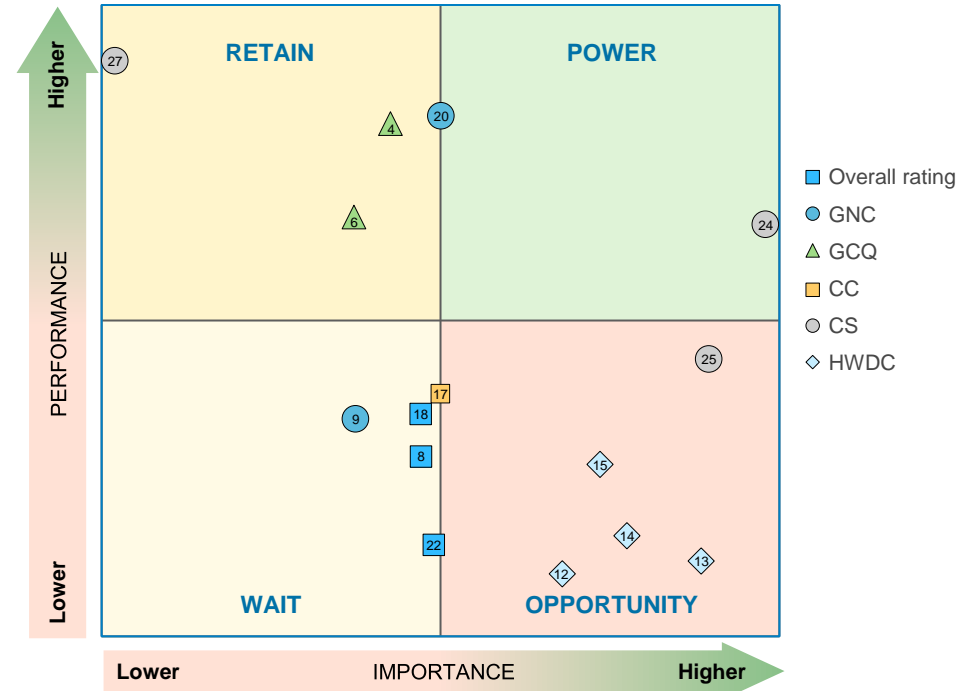 Higher
PERFORMANCE
Lower
RETAIN
POWER
27
4
20
6
24
25
17
18
9
8
15
22
14
13
12
WAIT
OPPORTUNITY
Lower
IMPORTANCE
Higher
Overall rating
GNC
GCQ
CC
CS
HWDC